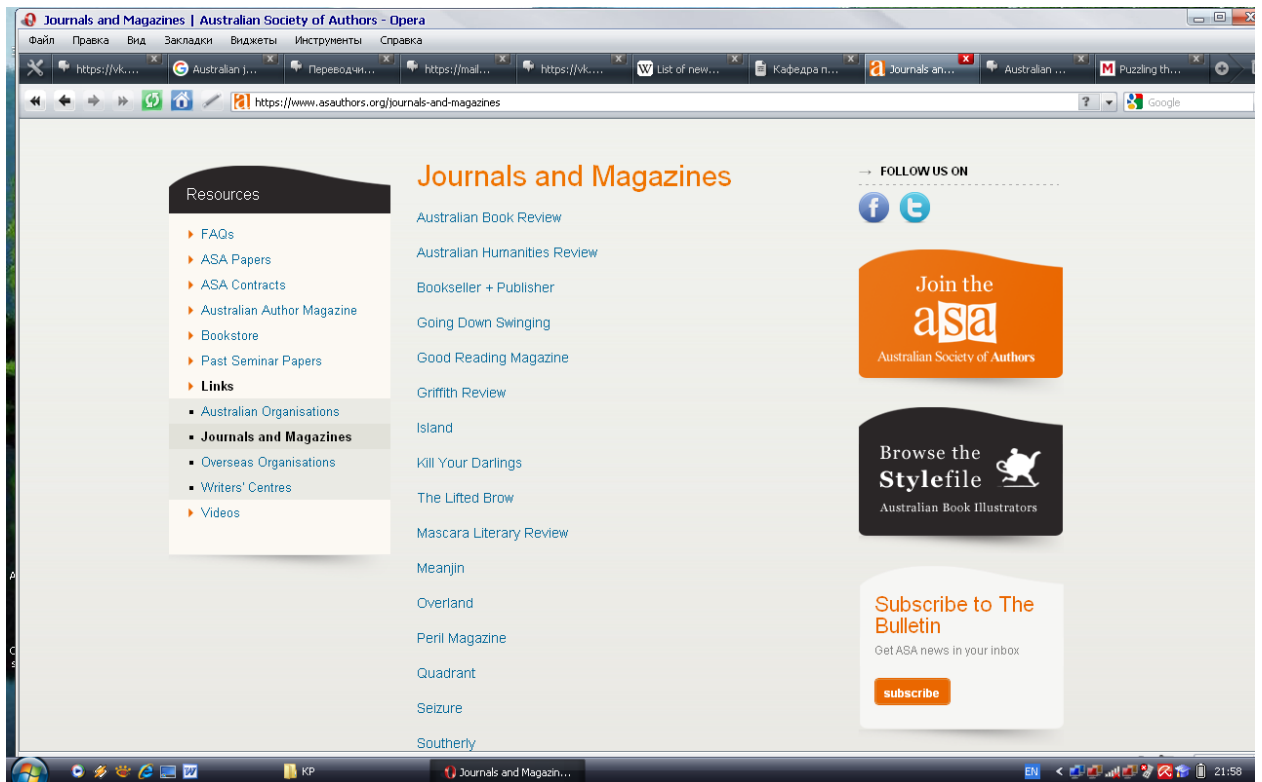 Journals and Magazines | Australian Society of Authors - Opera
Файл Правка Вид Закладки Виджеты Инструменты Справка
https://vk.... Australian j... Переводчи... https://mail... https://vk.... List of new... Кафедра п... Journals an... Australian ... Puzzling th...
https://www.asauthors.org/journals-and-magazines
? Google
Resources
FAQs
ASA Papers
ASA Contracts
Australian Author Magazine
Bookstore
Past Seminar Papers
Links
Australian Organisations
Journals and Magazines
Overseas Organisations
Writers' Centres
Videos
Journals and Magazines
Australian Book Review
Australian Humanities Review
Bookseller + Publisher
Going Down Swinging
Good Reading Magazine
Griffith Review
Island
Kill Your Darlings
The Lifted Brow
Mascara Literary Review
Meanjin
Overland
Peril Magazine
Quadrant
Seizure
Southerly
→ FOLLOW US ON
Join the
asa
Australian Society of Authors
Browse the
Stylefile
Australian Book Illustrators
Subscribe to The
Bulletin
Get ASA news in your inbox
subscribe
КР
Journals and Magazin...
EN
21:58